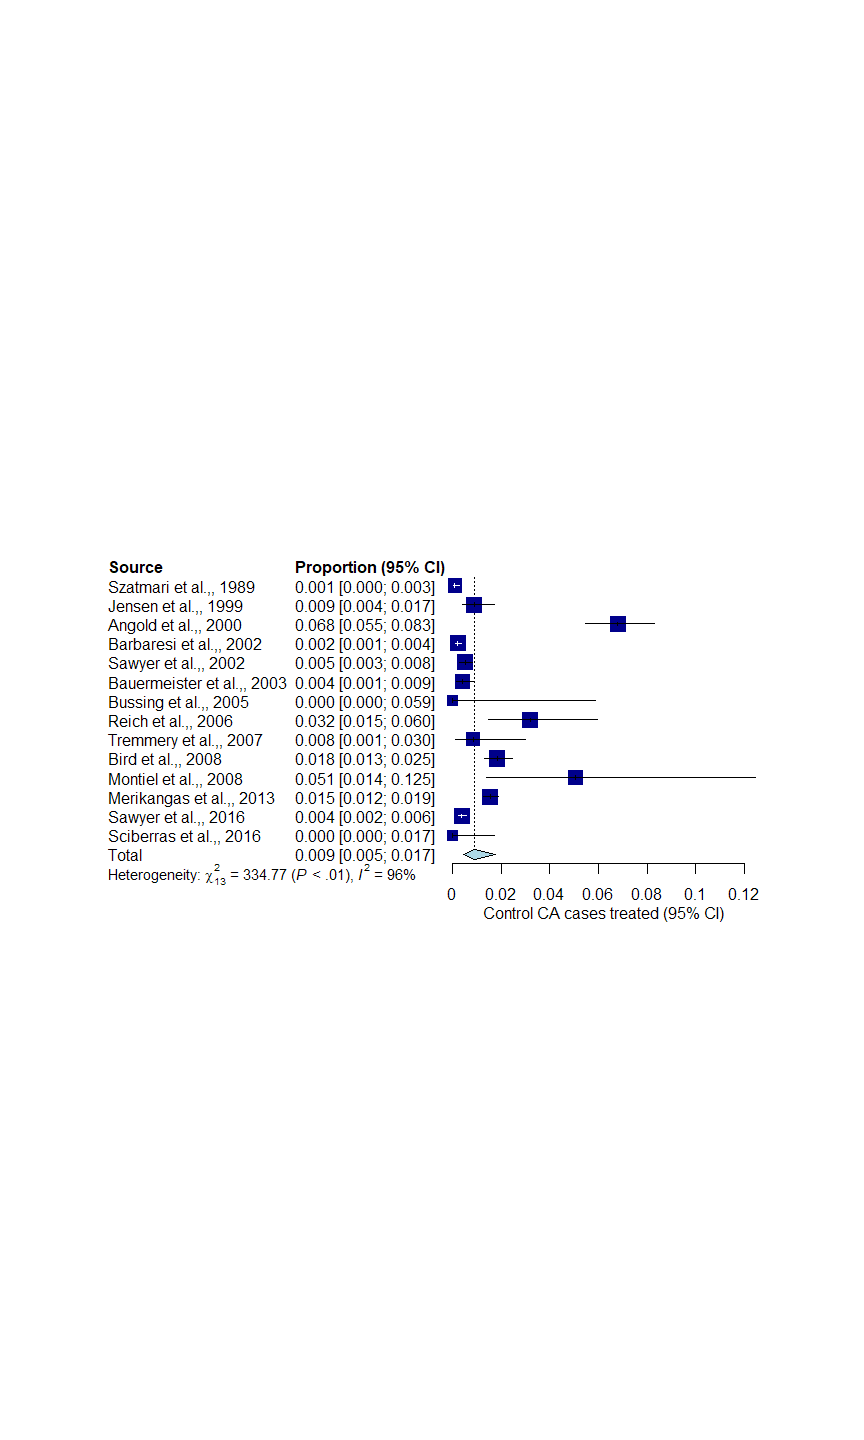 Source Proportion (95% CI)
Szatmari et al.,, 1989 0.001 [0.000; 0.003]
Jensen et al.,, 1999 0.009 [0.004; 0.017]
Angold et al.,, 2000 0.068 [0.055; 0.083]
Barbaresi et al.,, 2002 0.002 [0.001; 0.004]
Sawyer et al.,, 2002 0.005 [0.003; 0.008]
Bauermeister et al.,, 2003 0.004 [0.001; 0.009]
Bussing et al.,, 2005 0.000 [0.000; 0.059]
Reich et al.,, 2006 0.032 [0.015; 0.060]
Tremmery et al.,, 2007 0.008 [0.001; 0.030]
Bird et al.,, 2008 0.018 [0.013; 0.025]
Montiel et al.,, 2008 0.051 [0.014; 0.125]
Merikangas et al.,, 2013 0.015 [0.012; 0.019]
Sawyer et al.,, 2016 0.004 [0.002; 0.006]
Sciberras et al.,, 2016 0.000 [0.000; 0.017]
Total 0.009 [0.005; 0.017]
Heterogeneity: χ²₁₃ = 334.77 (P < .01), I² = 96%
0 0.02 0.04 0.06 0.08 0.1 0.12
Control CA cases treated (95% CI)